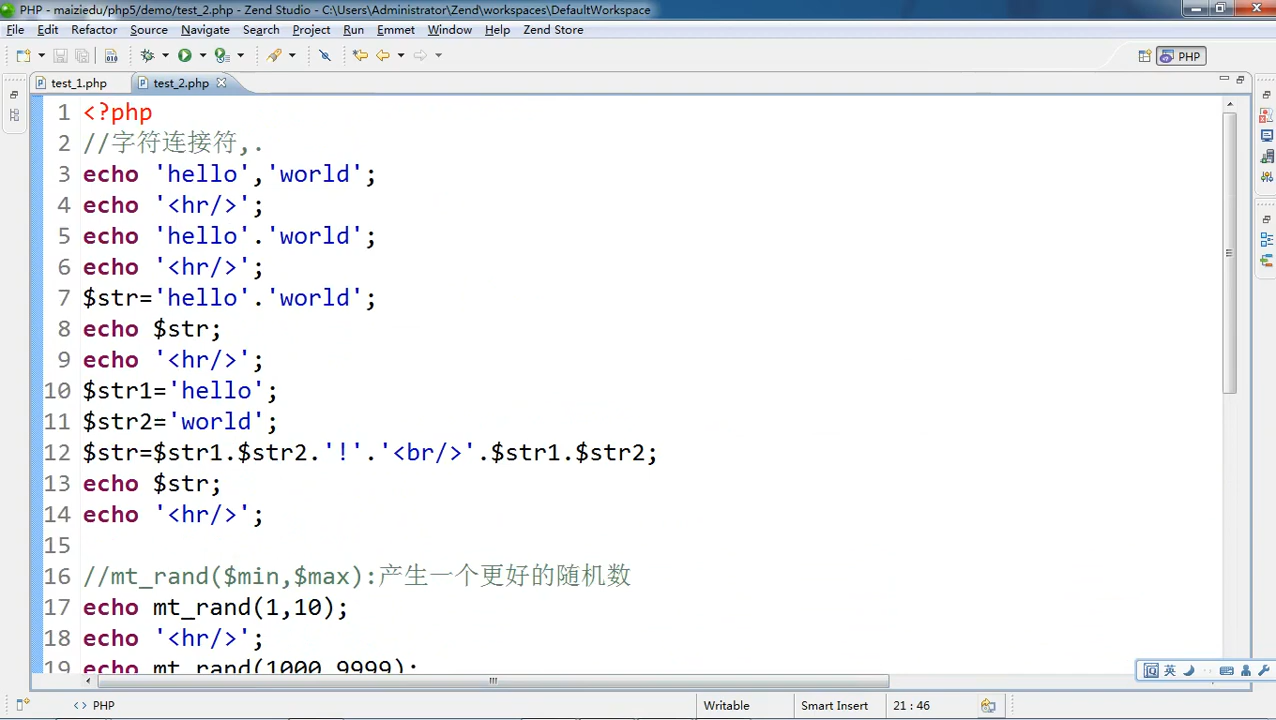 PHP - maiziedu/php5/demo/test_2.php - Zend Studio - C:\Users\Administrator\Zend\workspaces\DefaultWorkspace
File Edit Refactor Source Navigate Search Project Run Emmet Window Help Zend Store
PHP
test_1.php test_2.php
1 <?php
2 //字符连接符,.
3 echo 'hello','world';
4 echo '<hr/>';
5 echo 'hello'.'world';
6 echo '<hr/>';
7 $str='hello'.'world';
8 echo $str;
9 echo '<hr/>';
10 $str1='hello';
11 $str2='world';
12 $str=$str1.$str2.'!'.'<br/>'.$str1.$str2;
13 echo $str;
14 echo '<hr/>';
15
16 //mt_rand($min,$max):产生一个更好的随机数
17 echo mt_rand(1,10);
18 echo '<hr/>';
19 echo mt_rand(1000,9999);
英
<> PHP Writable Smart Insert 21 : 46